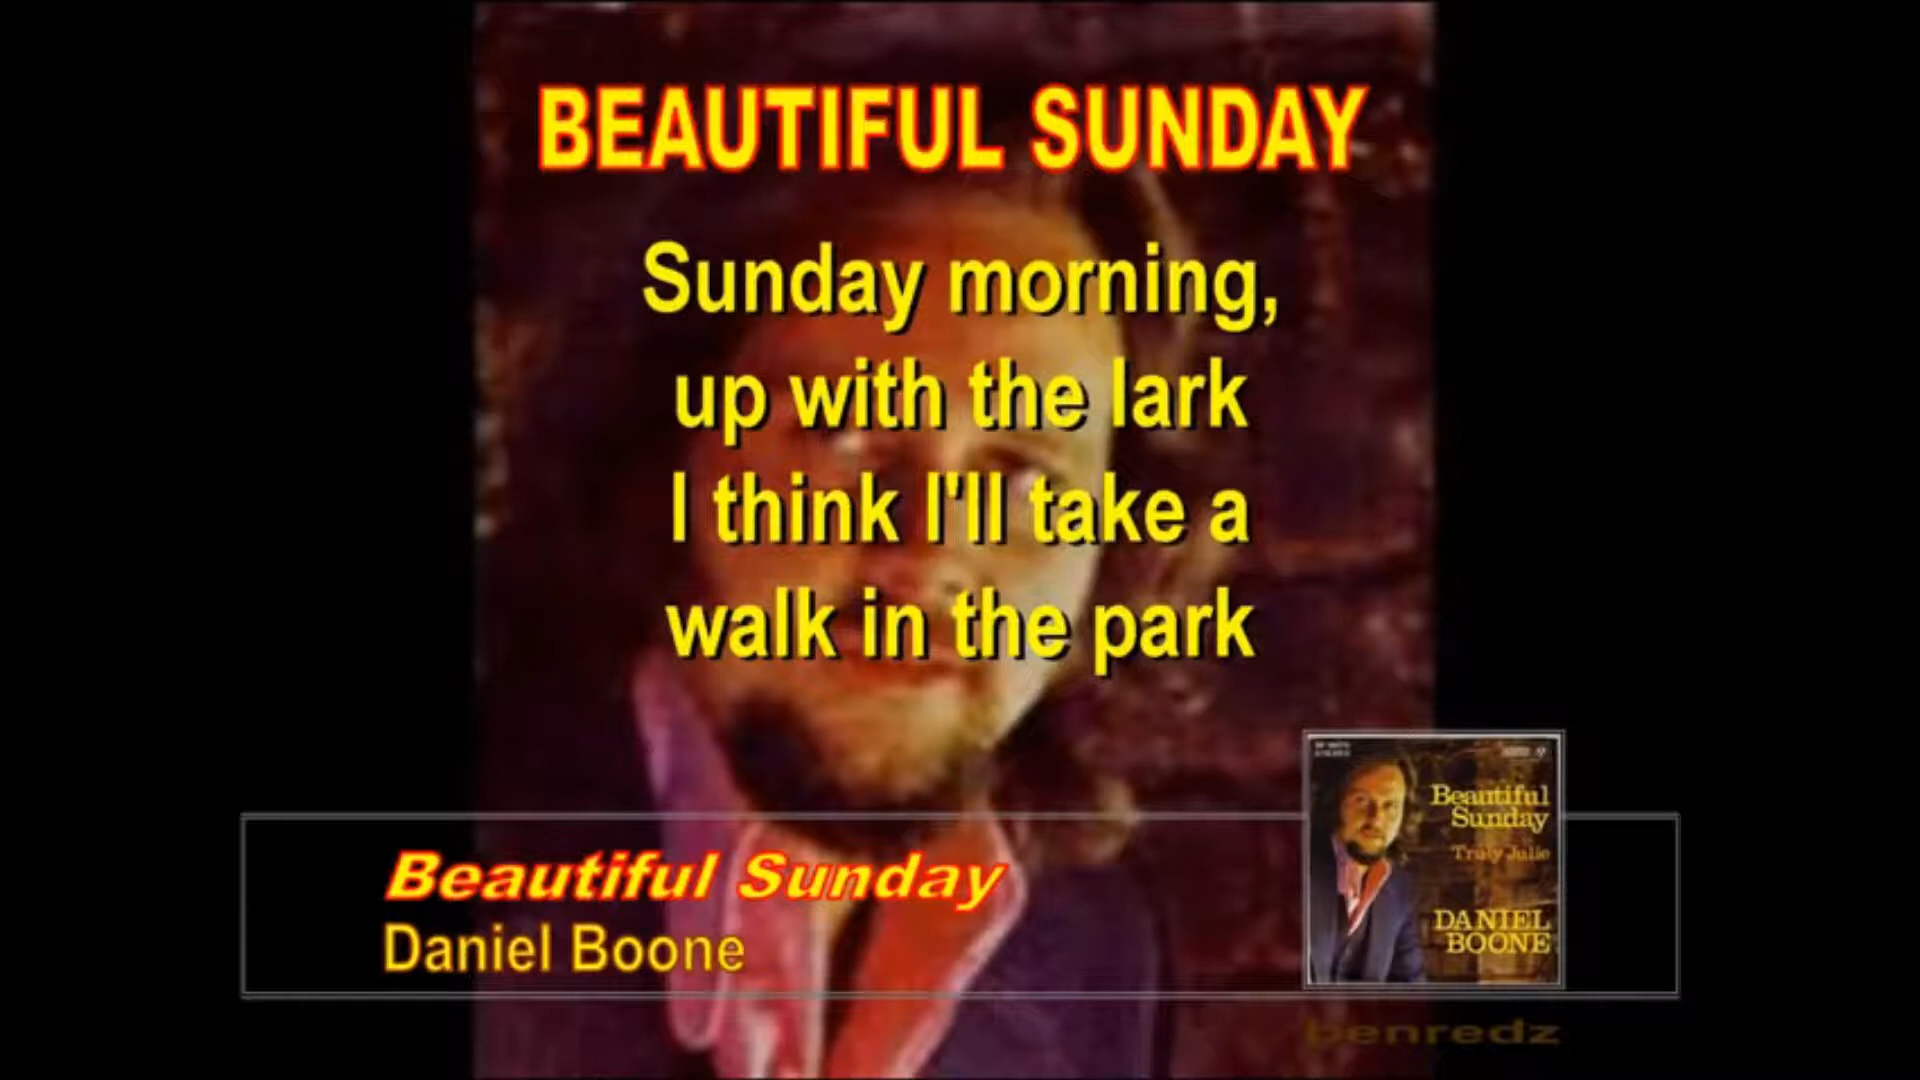 BEAUTIFUL SUNDAY
Sunday morning,
up with the lark
I think I'll take a
walk in the park
Beautiful Sunday
Daniel Boone
Beautiful
Sunday
Truly Julie
DANIEL
BOONE
benredz